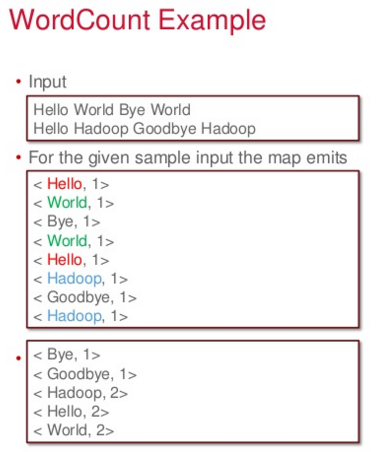 WordCount Example
• Input
Hello World Bye World
Hello Hadoop Goodbye Hadoop
• For the given sample input the map emits
< Hello, 1>
< World, 1>
< Bye, 1>
< World, 1>
< Hello, 1>
< Hadoop, 1>
< Goodbye, 1>
< Hadoop, 1>
• < Bye, 1>
< Goodbye, 1>
< Hadoop, 2>
< Hello, 2>
< World, 2>